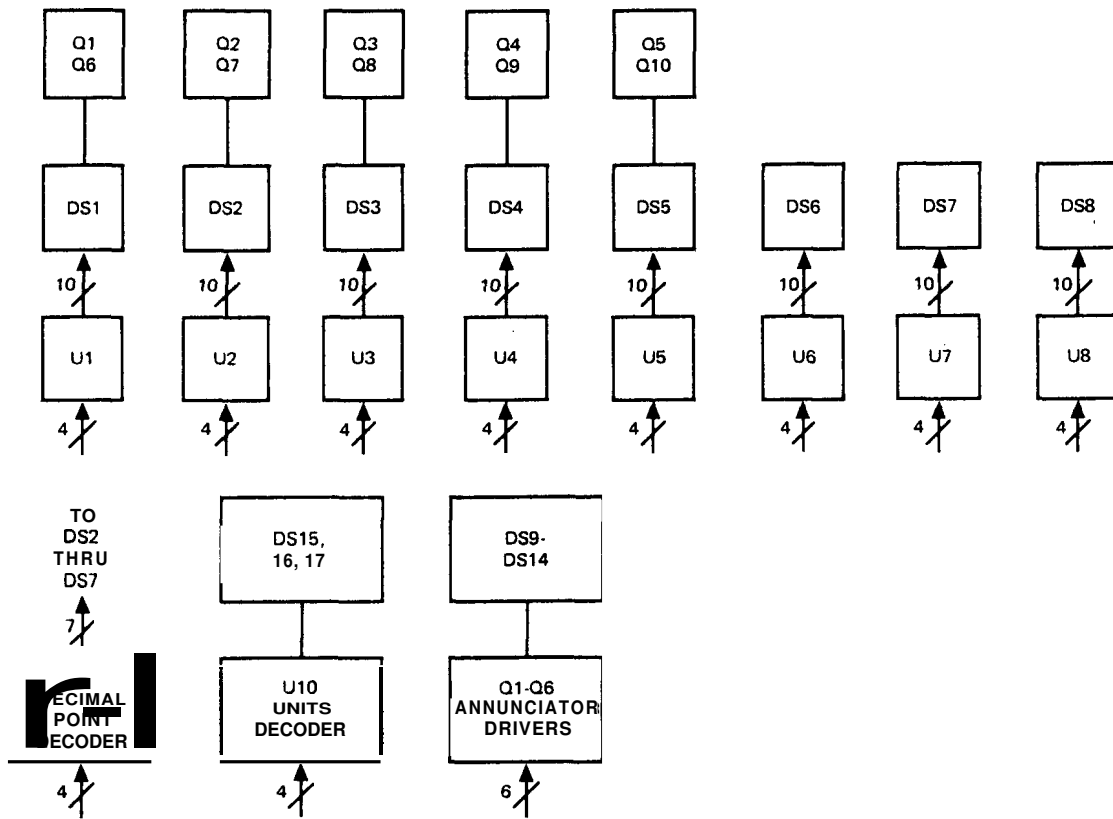 Q1 Q2 Q3 Q4 Q5
Q6 Q7 Q8 Q9 Q10
DS1 DS2 DS3 DS4 DS5 DS6 DS7 DS8
10 10 10 10 10 10 10 10
U1 U2 U3 U4 U5 U6 U7 U8
4 4 4 4 4 4 4 4
TO
DS2
THRU
DS7
7
ECIMAL
POINT
DECODER
4
DS15,
16, 17
U10
UNITS
DECODER
4
DS9-
DS14
Q1-Q6
ANNUNCIATOR
DRIVERS
6